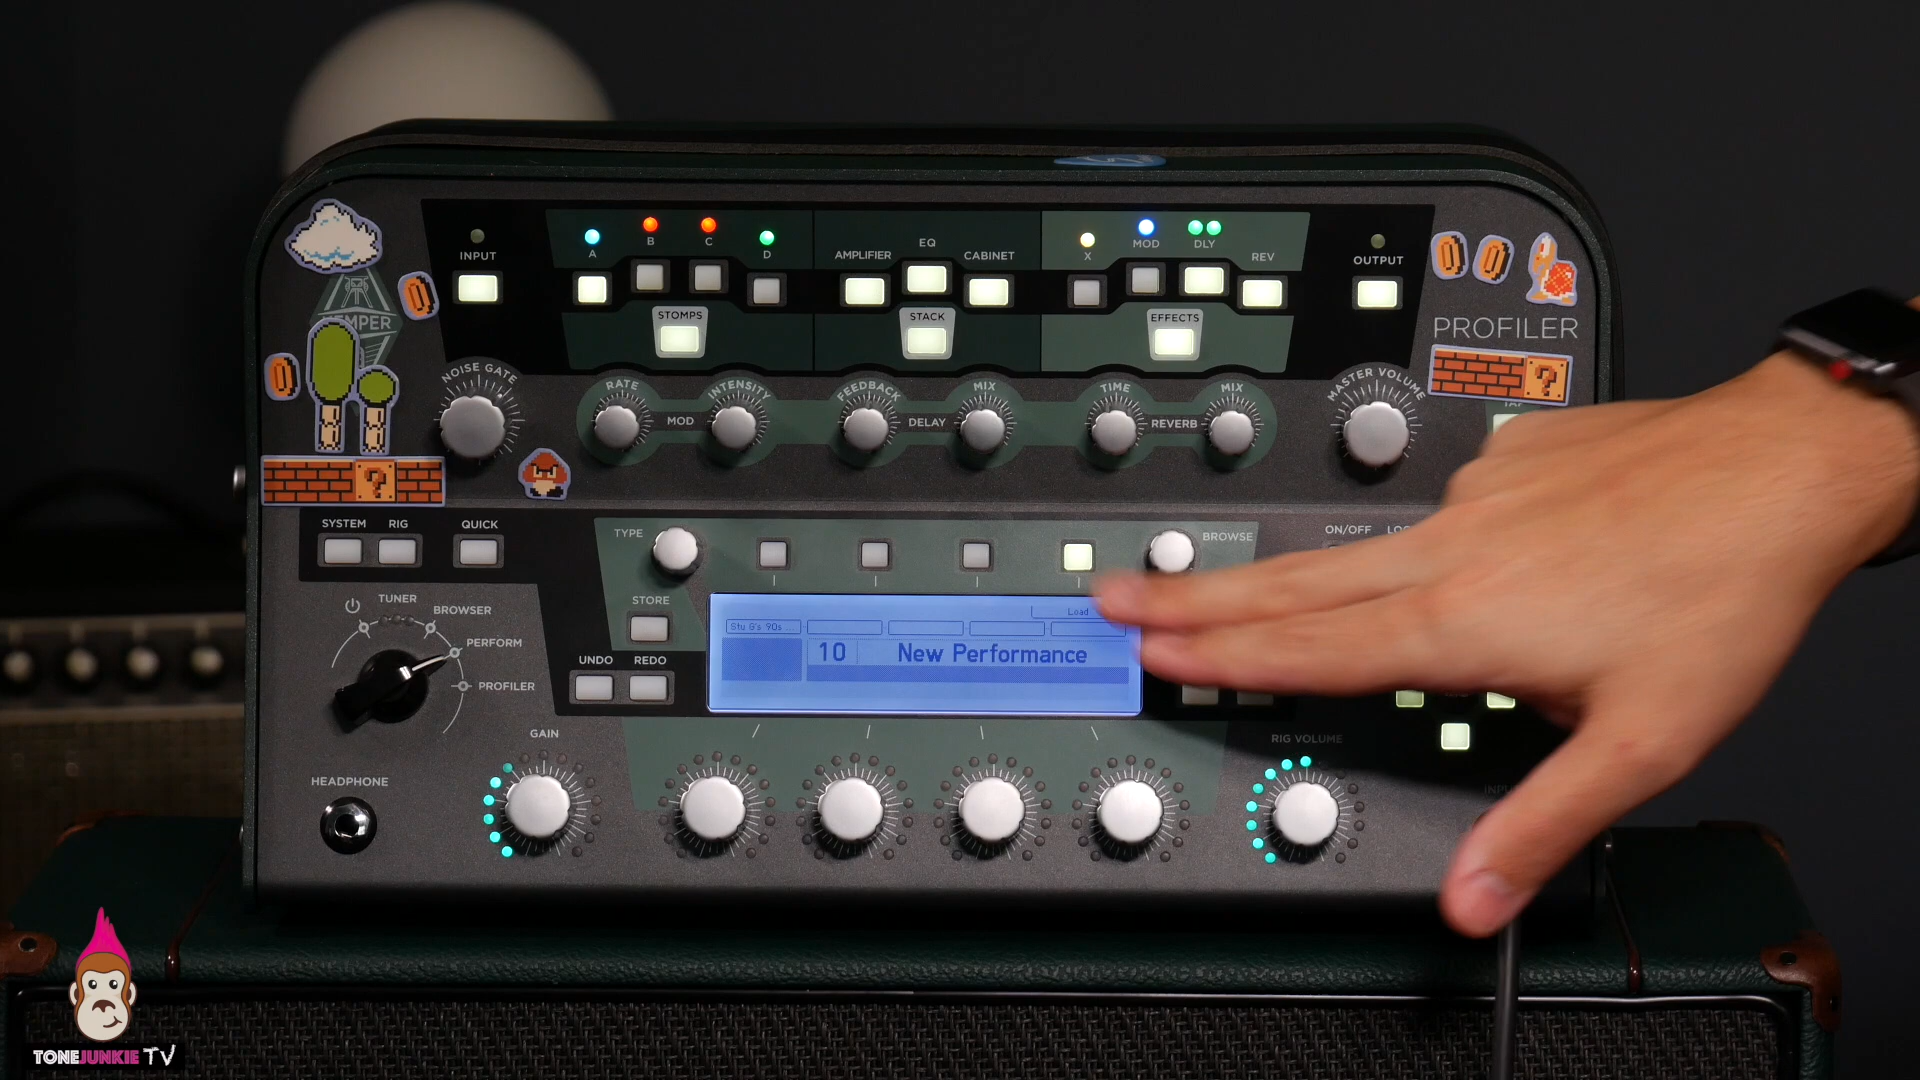 INPUT
A
B
C
D
AMPLIFIER
EQ
CABINET
X
MOD
DLY
REV
OUTPUT
STOMPS
STACK
EFFECTS
PROFILER
NOISE GATE
RATE
MOD
INTENSITY
FEEDBACK
DELAY
MIX
TIME
REVERB
MIX
MASTER VOLUME
?
?
SYSTEM
RIG
QUICK
TYPE
BROWSE
ON/OFF
STORE
TUNER
BROWSER
PERFORM
PROFILER
UNDO
REDO
Load
Stu G's 90s ...
10 New Performance
GAIN
RIG VOLUME
HEADPHONE
TONEJUNKIE TV